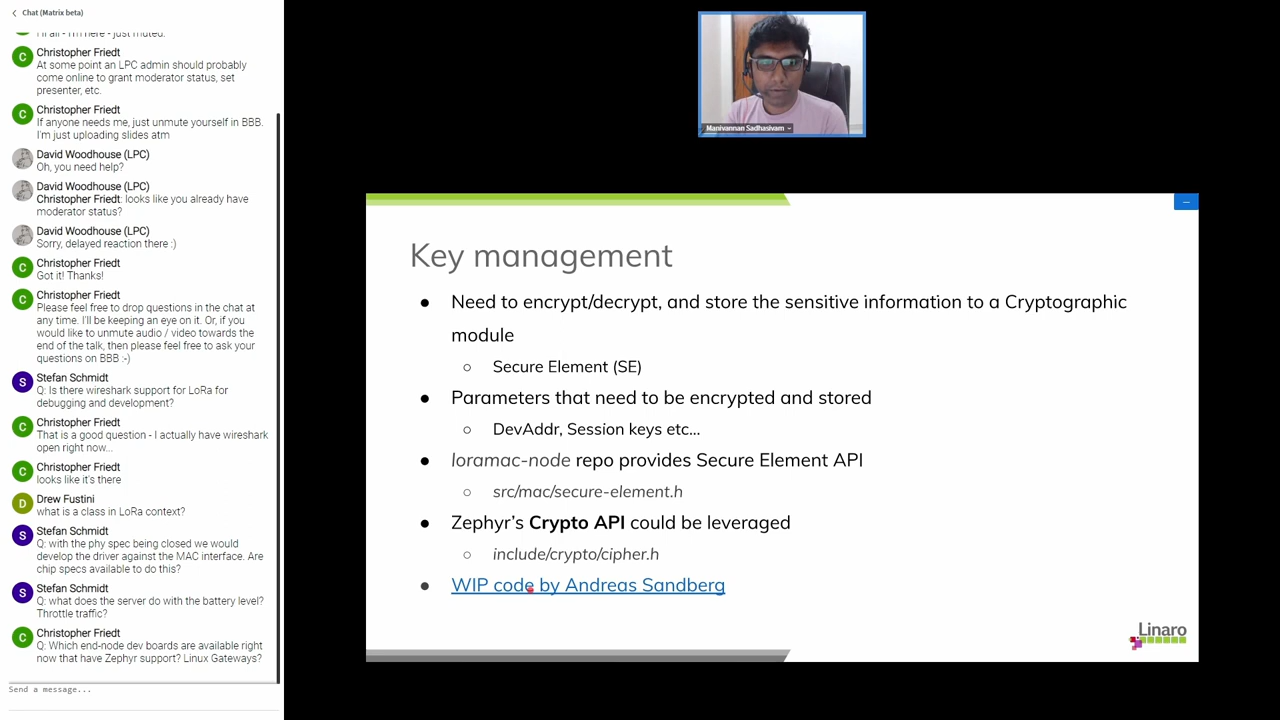 Chat (Matrix beta)
Hi all - I'm here - just muted.
Christopher Friedt
At some point an LPC admin should probably
come online to grant moderator status, set
presenter, etc.
Christopher Friedt
If anyone needs me, just unmute yourself in BBB.
I'm just uploading slides atm
David Woodhouse (LPC)
Oh, you need help?
David Woodhouse (LPC)
Christopher Friedt: looks like you already have
moderator status?
David Woodhouse (LPC)
Sorry, delayed reaction there :)
Christopher Friedt
Got it! Thanks!
Christopher Friedt
Please feel free to drop questions in the chat at
any time. I'll be keeping an eye on it. Or, if you
would like to unmute audio / video towards the
end of the talk, then please feel free to ask your
questions on BBB :-)
Stefan Schmidt
Q: Is there wireshark support for LoRa for
debugging and development?
Christopher Friedt
That is a good question - I actually have wireshark
open right now...
Christopher Friedt
looks like it's there
Drew Fustini
what is a class in LoRa context?
Stefan Schmidt
Q: with the phy spec being closed we would
develop the driver against the MAC interface. Are
chip specs available to do this?
Stefan Schmidt
Q: what does the server do with the battery level?
Throttle traffic?
Christopher Friedt
Q: Which end-node dev boards are available right
now that have Zephyr support? Linux Gateways?
Send a message...
Manivannan Sadhasivam
Key management
● Need to encrypt/decrypt, and store the sensitive information to a Cryptographic
module
○ Secure Element (SE)
● Parameters that need to be encrypted and stored
○ DevAddr, Session keys etc...
● loramac-node repo provides Secure Element API
○ src/mac/secure-element.h
● Zephyr's Crypto API could be leveraged
○ include/crypto/cipher.h
● WIP code by Andreas Sandberg
Linaro